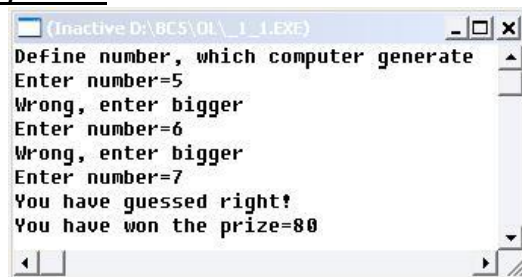 (Inactive D:\BC5\OL\_1_1.EXE)
Define number, which computer generate
Enter number=5
Wrong, enter bigger
Enter number=6
Wrong, enter bigger
Enter number=7
You have guessed right!
You have won the prize=80